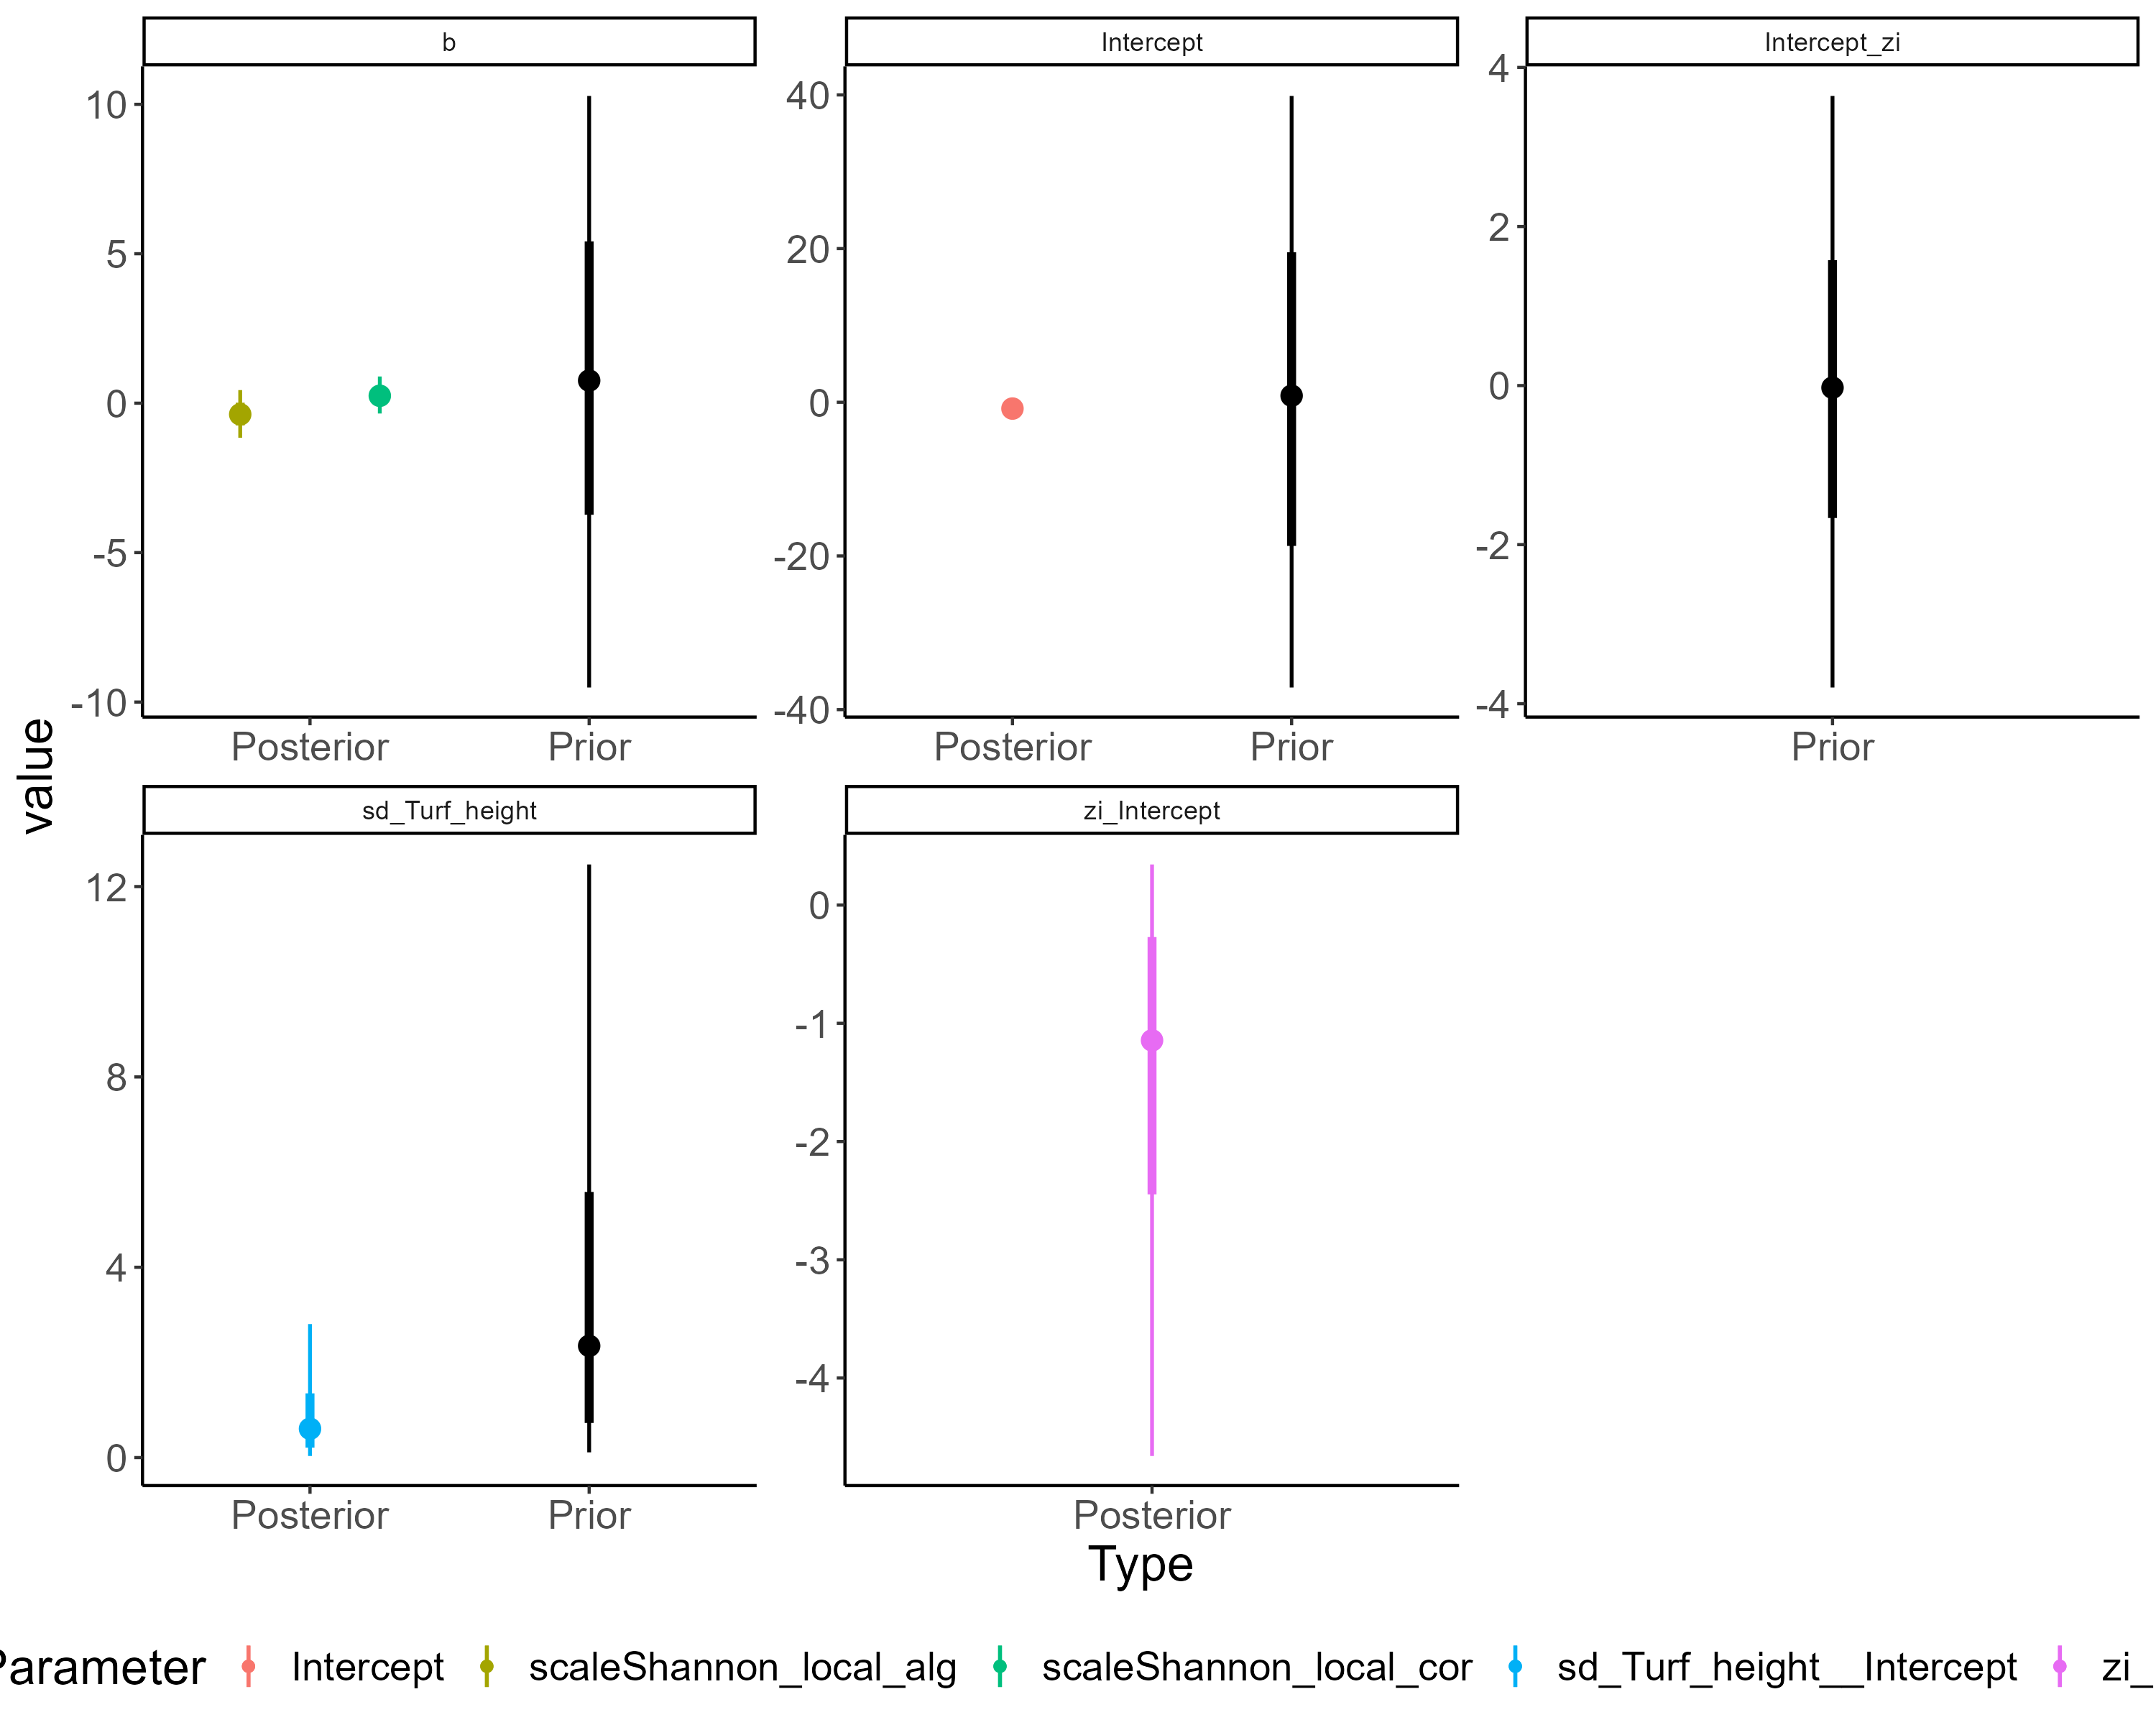 b
Intercept
Intercept_zi
10
5
0
-5
-10
40
20
0
-20
-40
4
2
0
-2
-4
Posterior
Prior
Posterior
Prior
Prior
value
sd_Turf_height
zi_Intercept
12
8
4
0
0
-1
-2
-3
-4
Posterior
Prior
Posterior
Type
Parameter Intercept scaleShannon_local_alg scaleShannon_local_cor sd_Turf_height__Intercept zi_